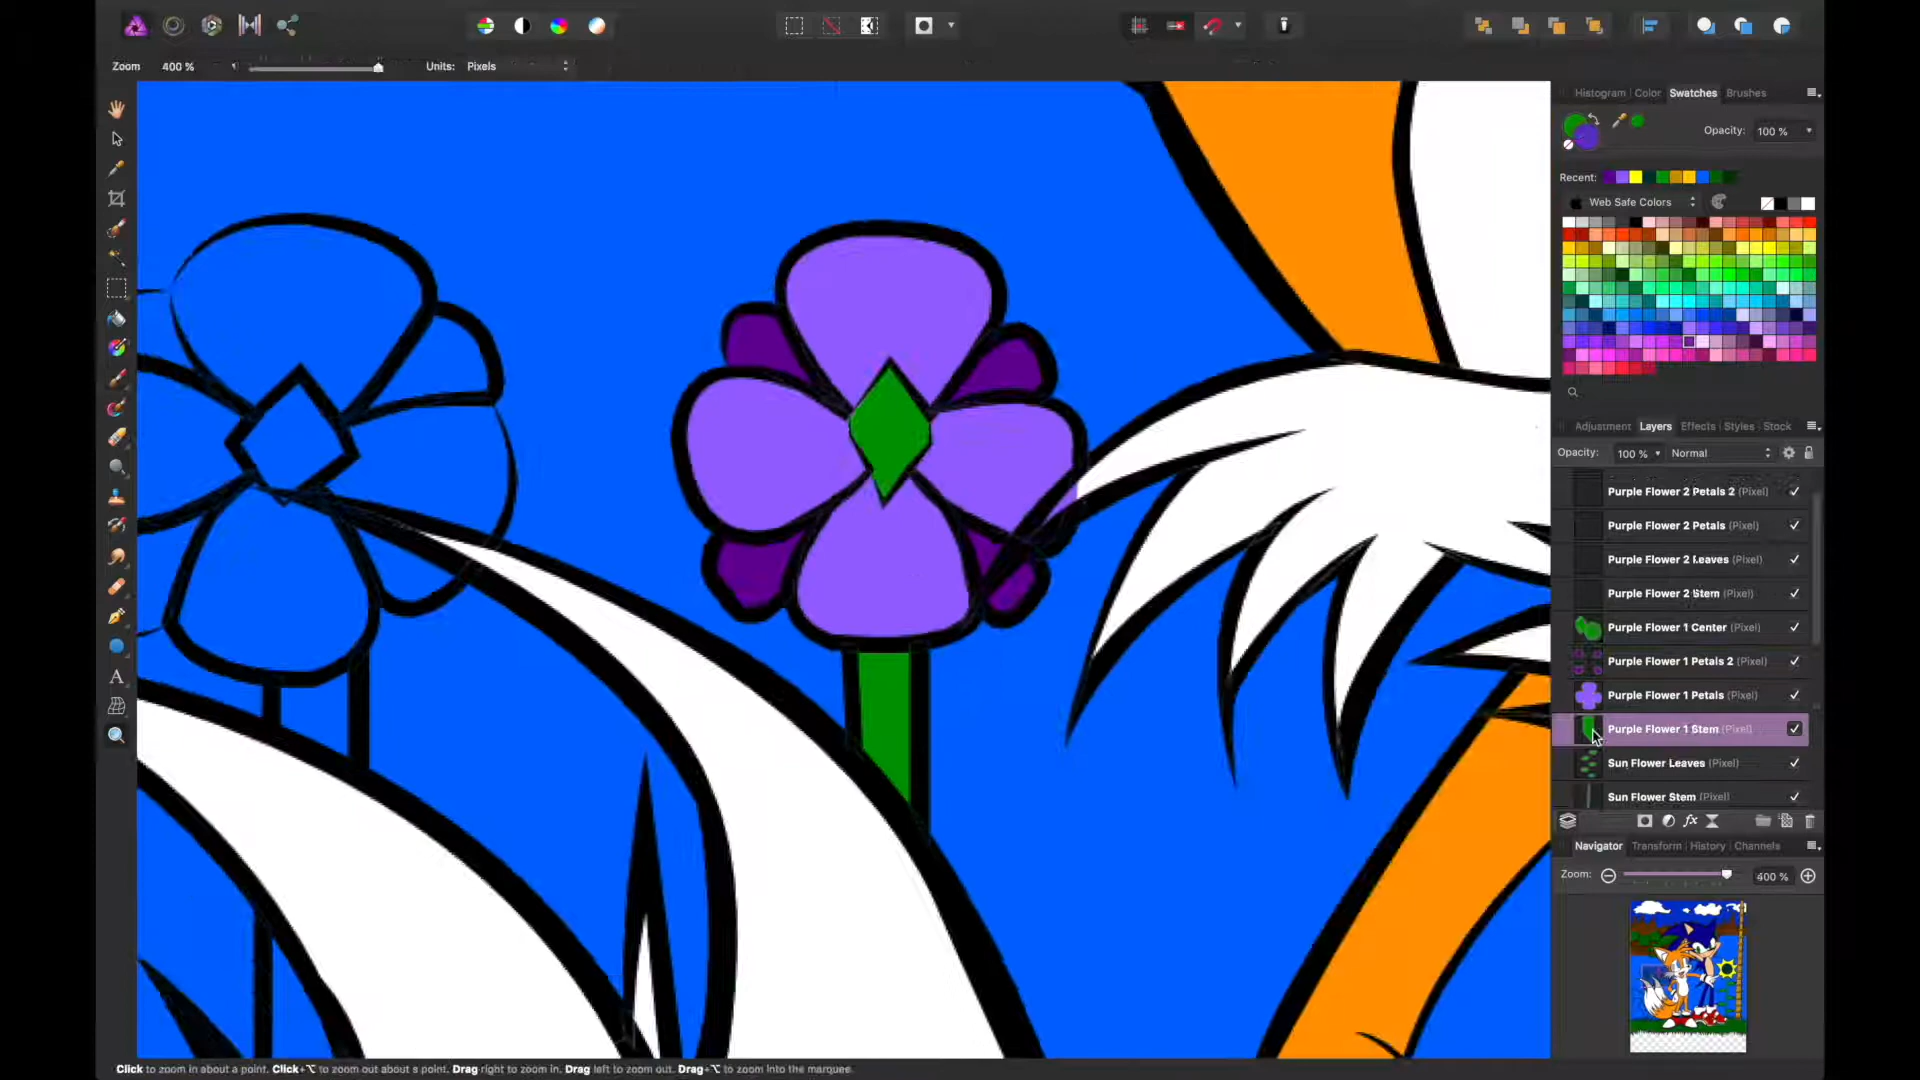 Zoom 400 % Units: Pixels
Histogram Color Swatches Brushes
Opacity: 100 %
Recent:
Web Safe Colors
Adjustment Layers Effects Styles Stock
Opacity: 100 % Normal
Purple Flower 2 Petals 2 (Pixel)
Purple Flower 2 Petals (Pixel)
Purple Flower 2 Leaves (Pixel)
Purple Flower 2 Stem (Pixel)
Purple Flower 1 Center (Pixel)
Purple Flower 1 Petals 2 (Pixel)
Purple Flower 1 Petals (Pixel)
Purple Flower 1 Stem (Pixel)
Sun Flower Leaves (Pixel)
Sun Flower Stem (Pixel)
fx
Navigator Transform History Channels
Zoom: 400 %
A
Click to zoom in about a point. Click+⌥ to zoom out about a point. Drag right to zoom in. Drag left to zoom out. Drag+⌥ to zoom into the marquee.